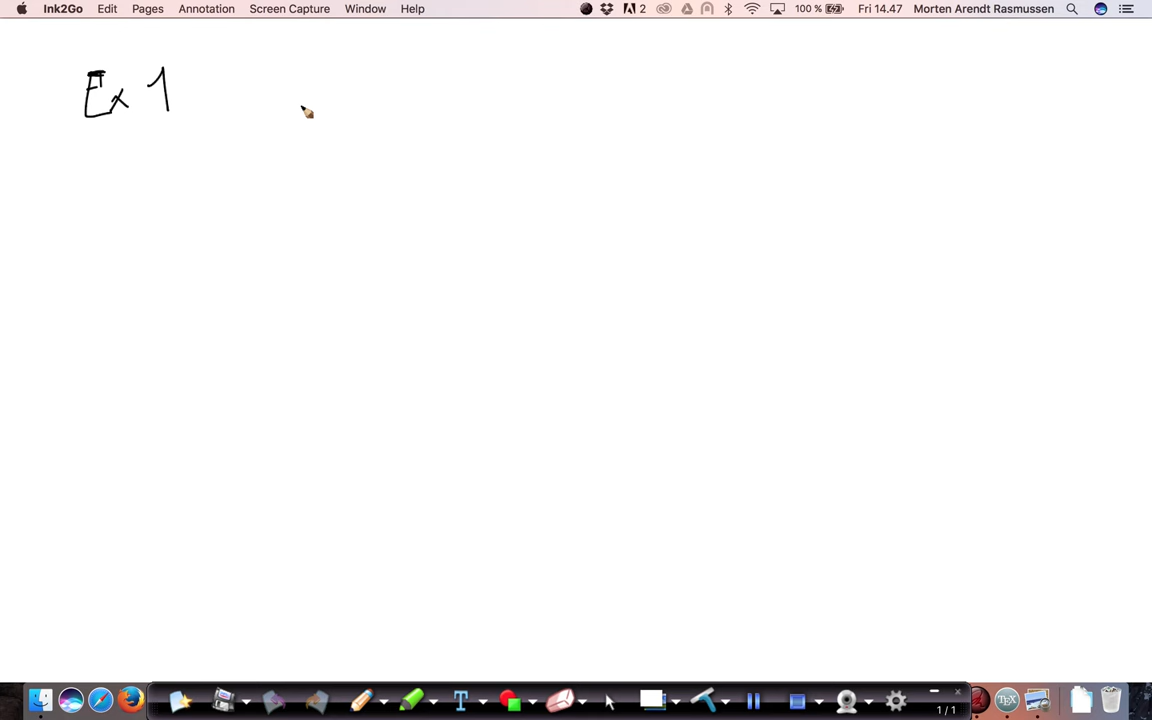 Ink2Go Edit Pages Annotation Screen Capture Window Help 2 100 % Fri 14.47 Morten Arendt Rasmussen
Ex 1
T TEX
1/1